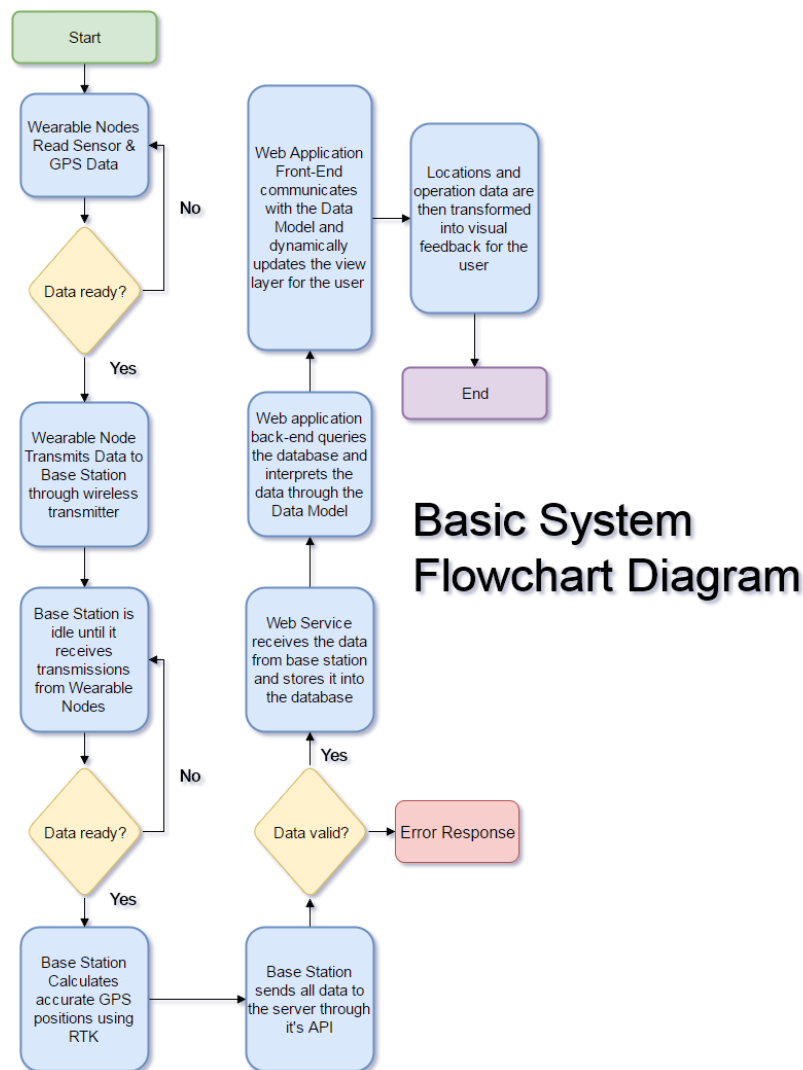 Start
Wearable Nodes
Read Sensor &
GPS Data
No
Data ready?
Yes
Wearable Node
Transmits Data to
Base Station
through wireless
transmitter
Base Station is
idle until it
receives
transmissions
from Wearable
Nodes
No
Data ready?
Yes
Base Station
Calculates
accurate GPS
positions using
RTK
Base Station
sends all data to
the server through
it's API
Data valid?
Error Response
Yes
Web Service
receives the data
from base station
and stores it into
the database
Web application
back-end queries
the database and
interprets the
data through the
Data Model
Web Application
Front-End
communicates
with the Data
Model and
dynamically
updates the view
layer for the user
Locations and
operation data are
then transformed
into visual
feedback for the
user
End
Basic System
Flowchart Diagram